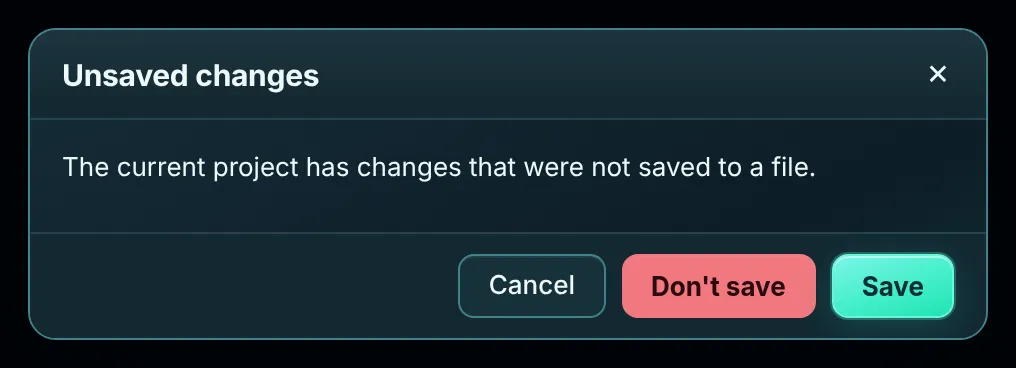 Unsaved changes ✕
The current project has changes that were not saved to a file.
Cancel Don't save Save